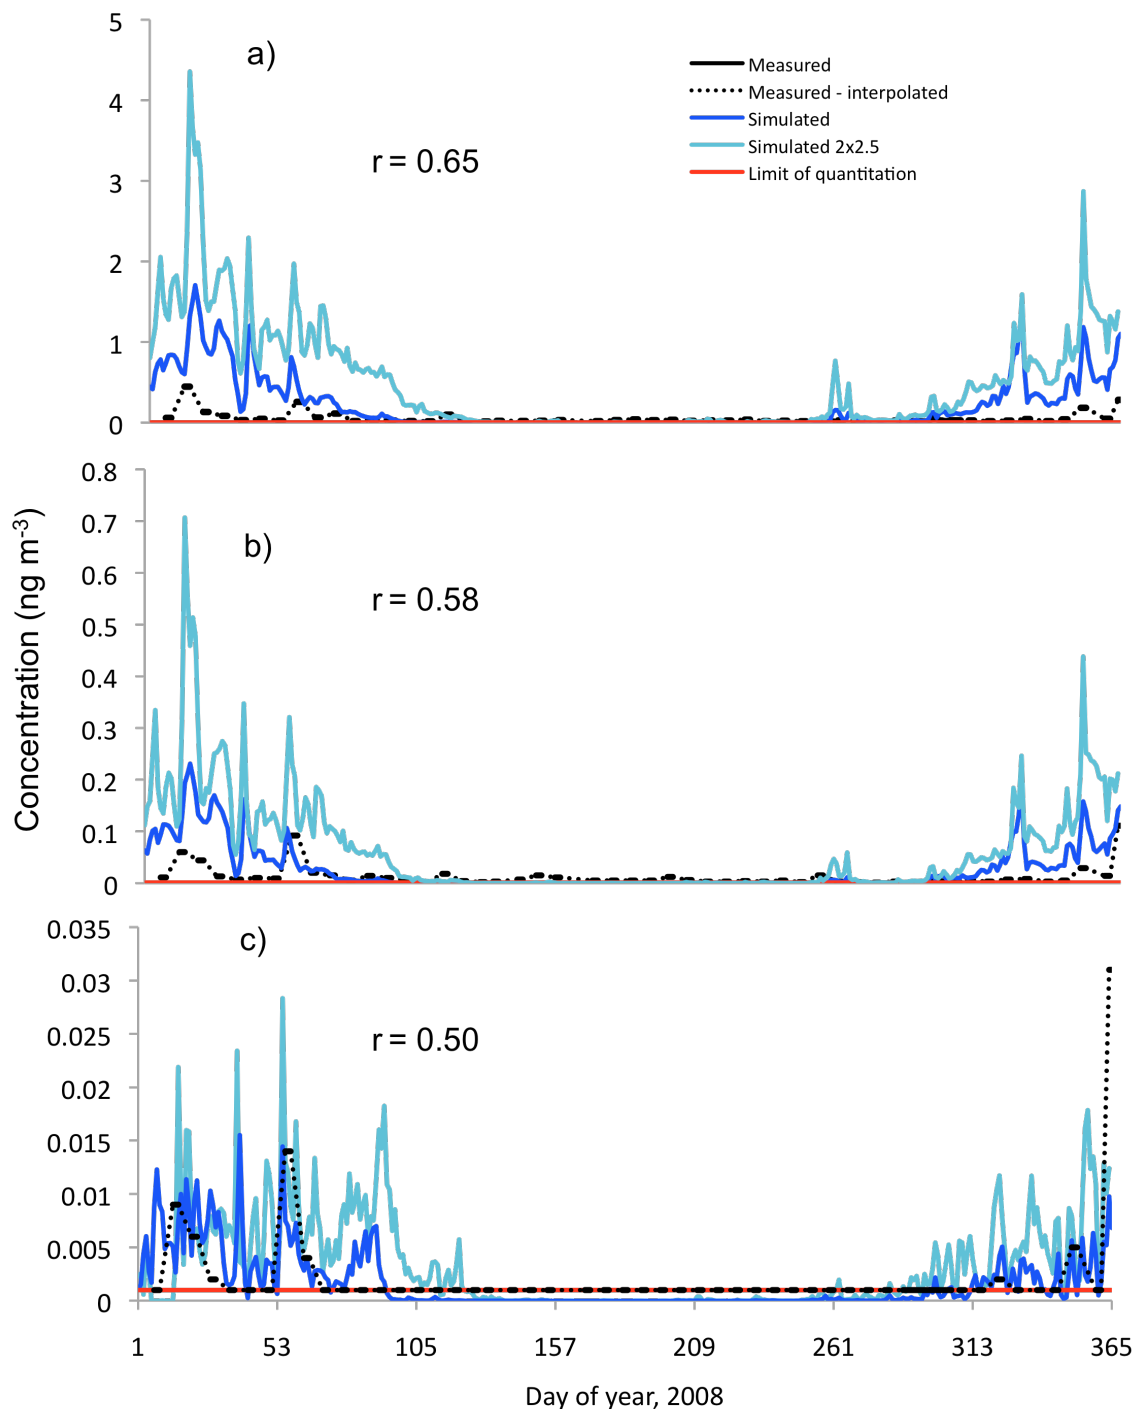 5
4
3
2
1
0
a)
r = 0.65
Measured
Measured - interpolated
Simulated
Simulated 2x2.5
Limit of quantitation
0.8
0.7
0.6
0.5
0.4
0.3
0.2
0.1
0
b)
r = 0.58
Concentration (ng m⁻³)
0.035
0.03
0.025
0.02
0.015
0.01
0.005
0
c)
r = 0.50
1 53 105 157 209 261 313 365
Day of year, 2008